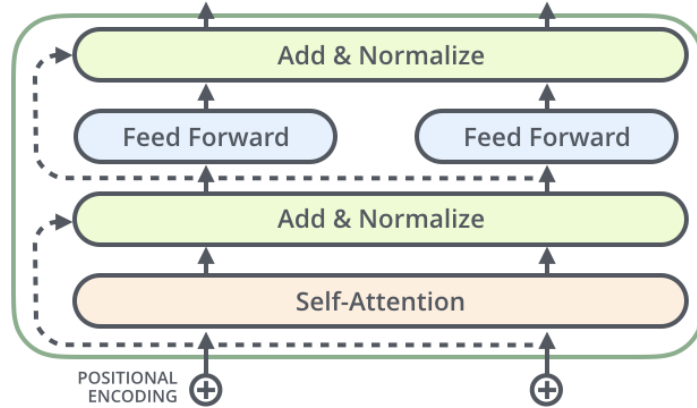 Add & Normalize
Feed Forward Feed Forward
Add & Normalize
Self-Attention
POSITIONAL
ENCODING